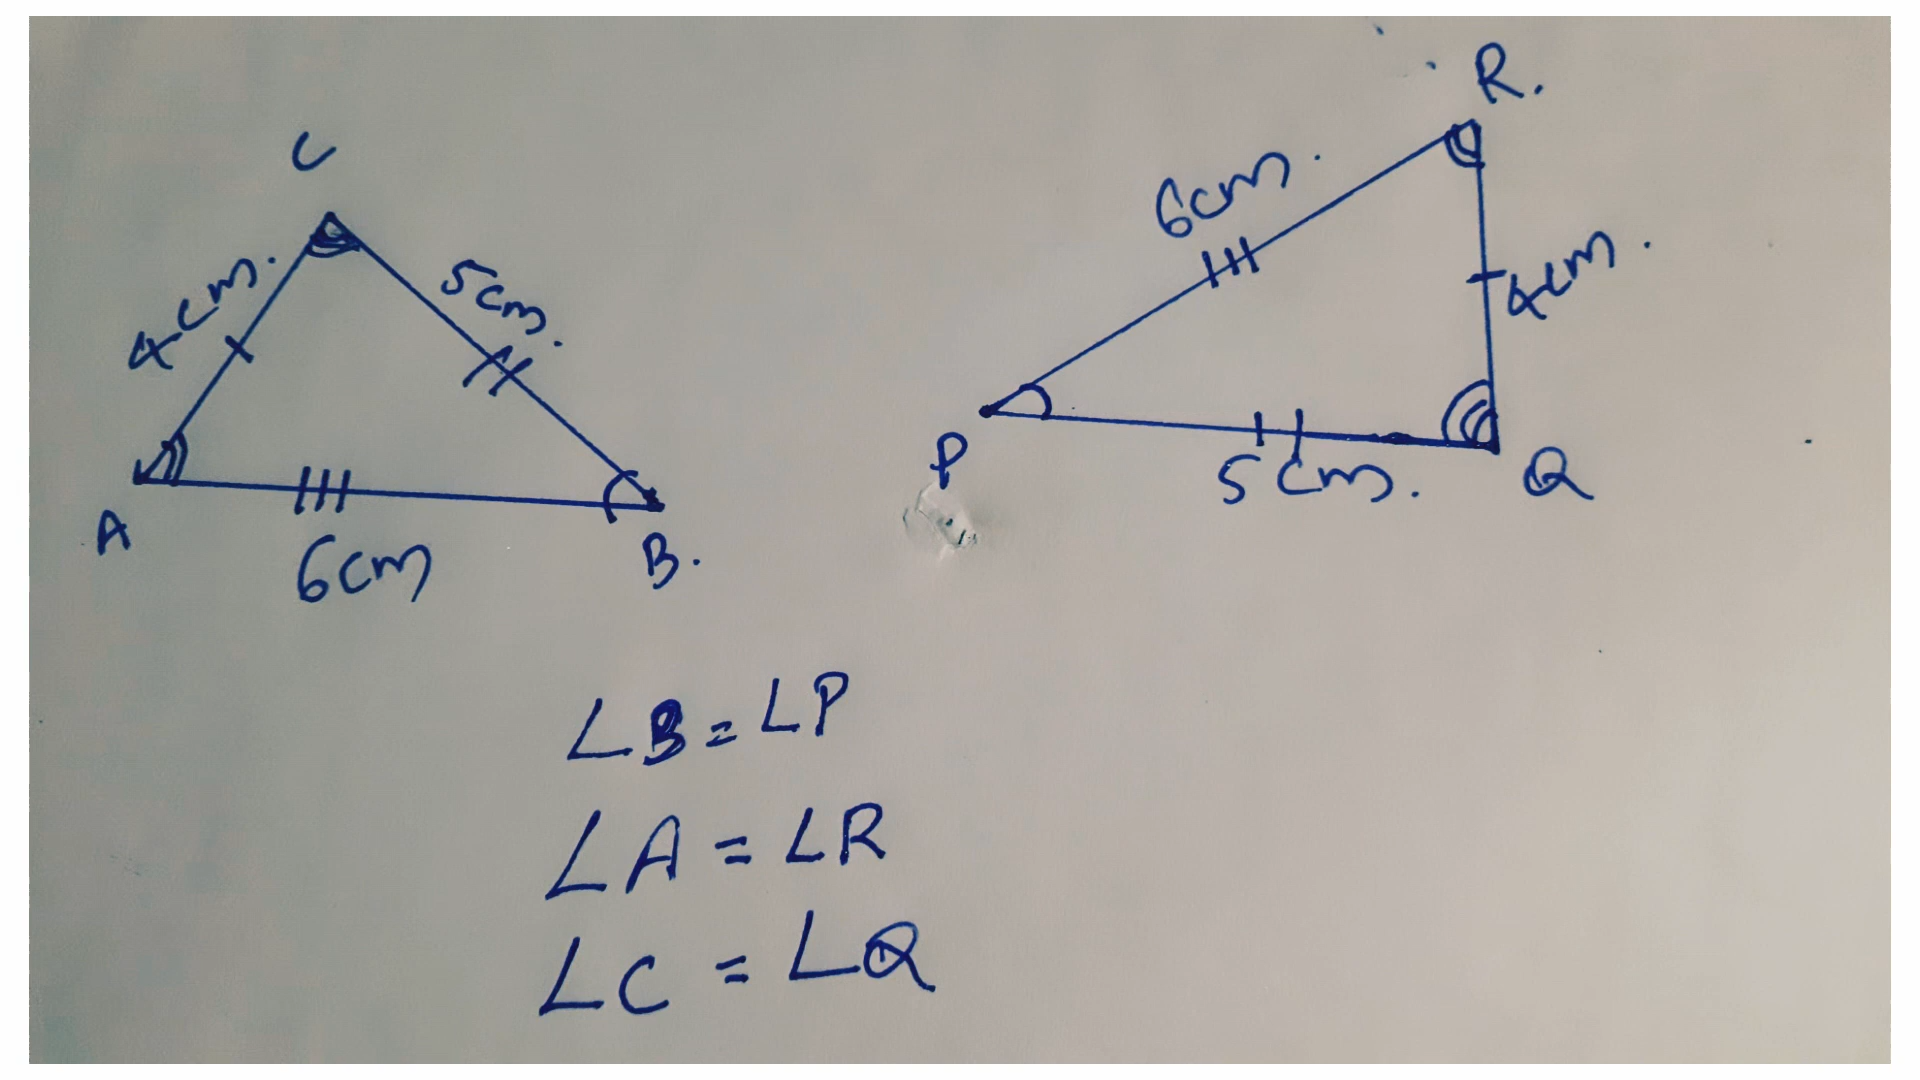 C
4cm.
5cm.
A
6cm
B.
R.
6cm.
4cm.
P
5cm.
Q
∠B=∠P
∠A=∠R
∠C=∠Q